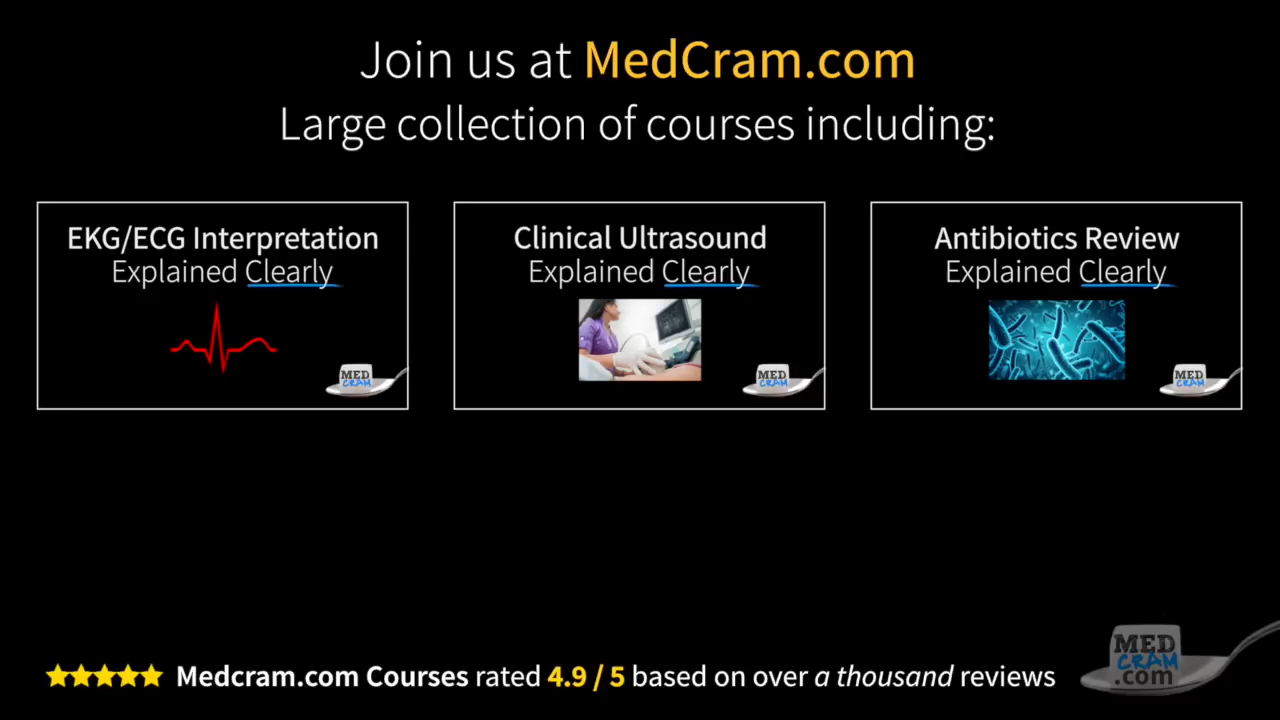 Join us at MedCram.com
Large collection of courses including:
EKG/ECG Interpretation
Explained Clearly
MED
CRAM
Clinical Ultrasound
Explained Clearly
MED
CRAM
Antibiotics Review
Explained Clearly
MED
CRAM
Medcram.com Courses rated 4.9 / 5 based on over a thousand reviews
MED
CRAM
.com